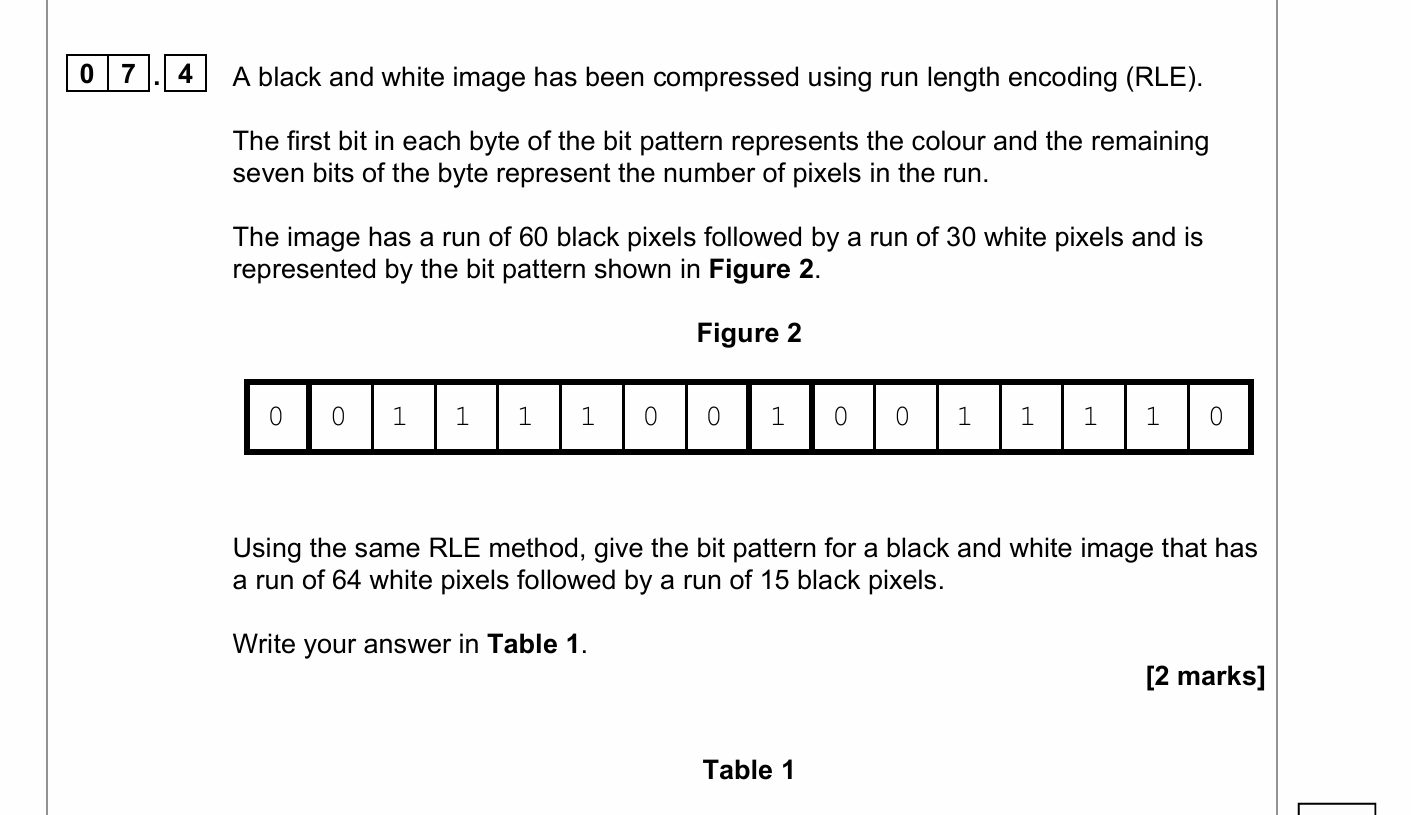 0 7 . 4 A black and white image has been compressed using run length encoding (RLE).
The first bit in each byte of the bit pattern represents the colour and the remaining
seven bits of the byte represent the number of pixels in the run.
The image has a run of 60 black pixels followed by a run of 30 white pixels and is
represented by the bit pattern shown in Figure 2.
Figure 2
0 0 1 1 1 1 0 0 1 0 0 1 1 1 1 0
Using the same RLE method, give the bit pattern for a black and white image that has
a run of 64 white pixels followed by a run of 15 black pixels.
Write your answer in Table 1.
[2 marks]
Table 1